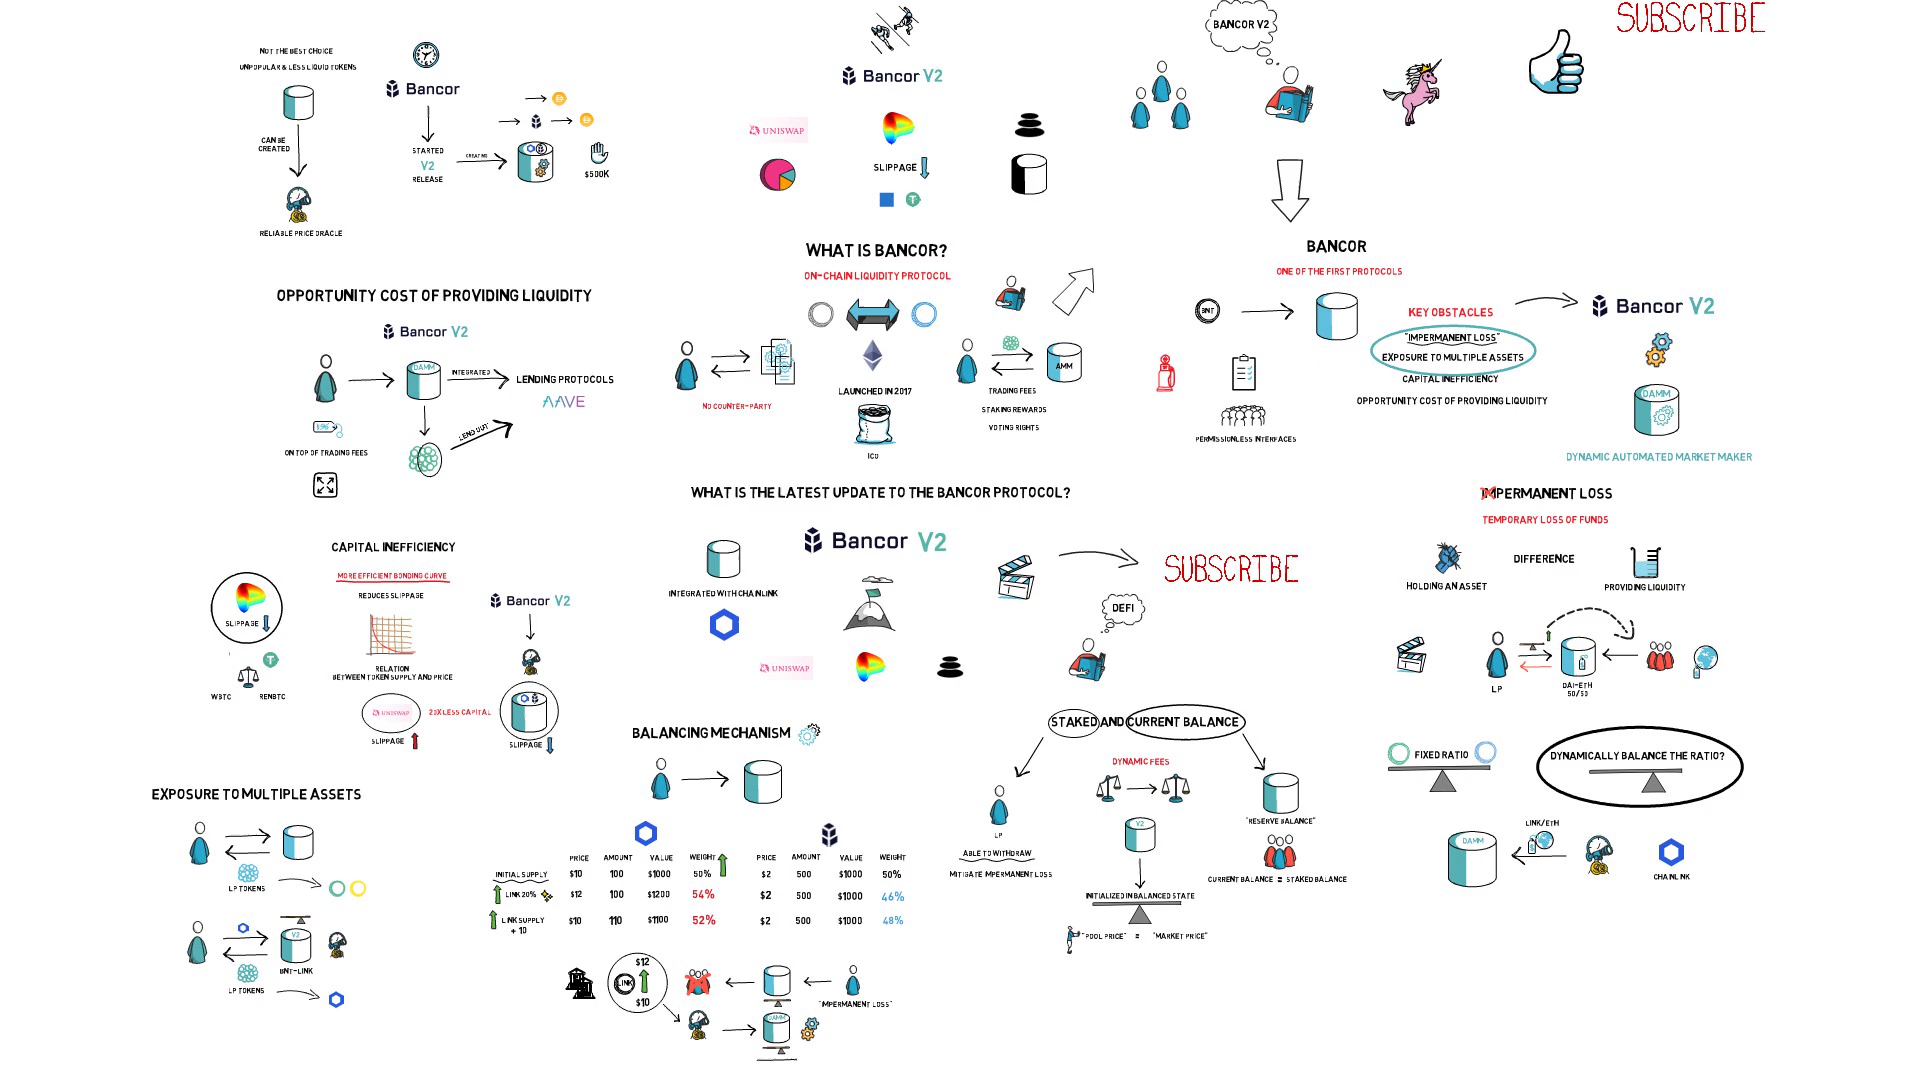 SUBSCRIBE
NOT THE BEST CHOICE
UNPOPULAR & LESS LIQUID TOKENS
CAN BE
CREATED
RELIABLE PRICE ORACLE
Bancor
STARTED
V2
RELEASE
CREATING
$500K
Bancor V2
UNISWAP
SLIPPAGE
BANCOR V2
WHAT IS BANCOR?
ON-CHAIN LIQUIDITY PROTOCOL
NO COUNTER-PARTY
LAUNCHED IN 2017
ICO
AMM
TRADING FEES
STAKING REWARDS
VOTING RIGHTS
BANCOR
ONE OF THE FIRST PROTOCOLS
BNT
PERMISSIONLESS INTERFACES
KEY OBSTACLES
"IMPERMANENT LOSS"
EXPOSURE TO MULTIPLE ASSETS
CAPITAL INEFFICIENCY
OPPORTUNITY COST OF PROVIDING LIQUIDITY
Bancor V2
DAMM
DYNAMIC AUTOMATED MARKET MAKER
OPPORTUNITY COST OF PROVIDING LIQUIDITY
Bancor V2
DAMM
INTEGRATED
LENDING PROTOCOLS
AAVE
LEND OUT
ON TOP OF TRADING FEES
WHAT IS THE LATEST UPDATE TO THE BANCOR PROTOCOL?
Bancor V2
INTEGRATED WITH CHAINLINK
UNISWAP
SUBSCRIBE
DEFI
IMPERMANENT LOSS
TEMPORARY LOSS OF FUNDS
HOLDING AN ASSET
DIFFERENCE
PROVIDING LIQUIDITY
LP
DAI-ETH
50/50
FIXED RATIO
DYNAMICALLY BALANCE THE RATIO?
DAMM
LINK/ETH
CHAINLINK
CAPITAL INEFFICIENCY
MORE EFFICIENT BONDING CURVE
REDUCES SLIPPAGE
SLIPPAGE
WBTC
RENBTC
RELATION
BETWEEN TOKEN SUPPLY AND PRICE
UNISWAP
SLIPPAGE
20X LESS CAPITAL
Bancor V2
SLIPPAGE
EXPOSURE TO MULTIPLE ASSETS
LP TOKENS
V2
BNT-LINK
LP TOKENS
BALANCING MECHANISM
PRICE AMOUNT VALUE WEIGHT PRICE AMOUNT VALUE WEIGHT
INITIAL SUPPLY $10 100 $1000 50% $2 500 $1000 50%
LINK 20% $12 100 $1200 54% $2 500 $1000 46%
LINK SUPPLY
+ 10 $10 110 $1100 52% $2 500 $1000 48%
$12
LINK
$10
"IMPERMANENT LOSS"
DAMM
STAKED AND CURRENT BALANCE
LP
ABLE TO WITHDRAW
MITIGATE IMPERMANENT LOSS
DYNAMIC FEES
V2
INITIALIZED IN BALANCED STATE
"POOL PRICE" = "MARKET PRICE"
"RESERVE BALANCE"
CURRENT BALANCE = STAKED BALANCE